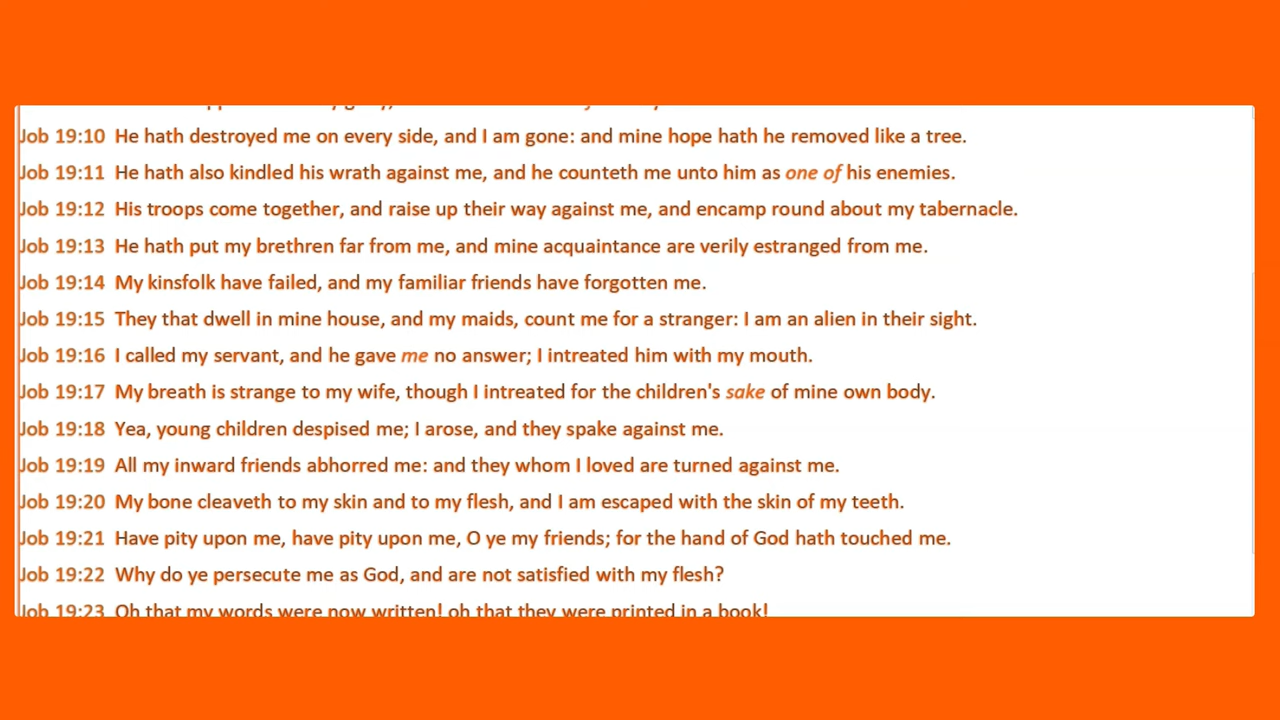 Job 19:10 He hath destroyed me on every side, and I am gone: and mine hope hath he removed like a tree.
Job 19:11 He hath also kindled his wrath against me, and he counteth me unto him as one of his enemies.
Job 19:12 His troops come together, and raise up their way against me, and encamp round about my tabernacle.
Job 19:13 He hath put my brethren far from me, and mine acquaintance are verily estranged from me.
Job 19:14 My kinsfolk have failed, and my familiar friends have forgotten me.
Job 19:15 They that dwell in mine house, and my maids, count me for a stranger: I am an alien in their sight.
Job 19:16 I called my servant, and he gave me no answer; I intreated him with my mouth.
Job 19:17 My breath is strange to my wife, though I intreated for the children's sake of mine own body.
Job 19:18 Yea, young children despised me; I arose, and they spake against me.
Job 19:19 All my inward friends abhorred me: and they whom I loved are turned against me.
Job 19:20 My bone cleaveth to my skin and to my flesh, and I am escaped with the skin of my teeth.
Job 19:21 Have pity upon me, have pity upon me, O ye my friends; for the hand of God hath touched me.
Job 19:22 Why do ye persecute me as God, and are not satisfied with my flesh?
Job 19:23 Oh that my words were now written! oh that they were printed in a book!